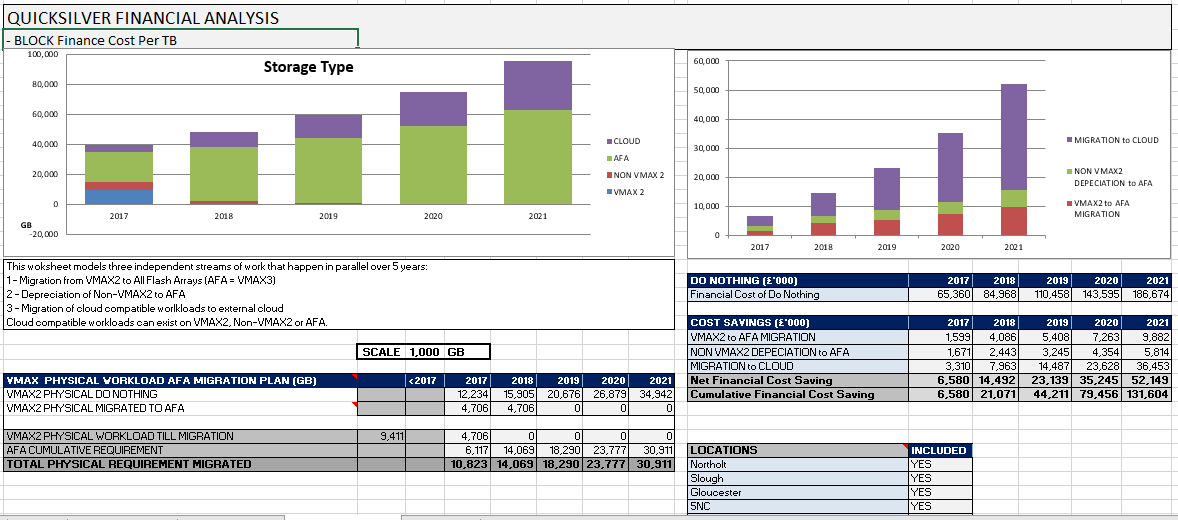 QUICKSILVER FINANCIAL ANALYSIS
- BLOCK Finance Cost Per TB
Storage Type
100,000
80,000
60,000
40,000
20,000
0
GB
-20,000
2017 2018 2019 2020 2021
CLOUD
AFA
NON VMAX 2
VMAX 2
60,000
50,000
40,000
30,000
20,000
10,000
0
2017 2018 2019 2020 2021
MIGRATION to CLOUD
NON VMAX2
DEPECIATION to AFA
VMAX2 to AFA
MIGRATION
This woksheet models three independent streams of work that happen in parallel over 5 years:
1 - Migration from VMAX2 to All Flash Arrays (AFA = VMAX3)
2 - Depreciation of Non-VMAX2 to AFA
3 - Migration of cloud compatible workloads to external cloud
Cloud compatible workloads can exist on VMAX2, Non-VMAX2 or AFA.
SCALE 1,000 GB
VMAX PHYSICAL WORKLOAD AFA MIGRATION PLAN (GB) <2017 2017 2018 2019 2020 2021
VMAX2 PHYSICAL DO NOTHING 12,234 15,905 20,676 26,879 34,942
VMAX2 PHYSICAL MIGRATED TO AFA 4,706 4,706 0 0 0
VMAX2 PHYSICAL WORKLOAD TILL MIGRATION 9,411 4,706 0 0 0 0
AFA CUMULATIVE REQUIREMENT 6,117 14,069 18,290 23,777 30,911
TOTAL PHYSICAL REQUIREMENT MIGRATED 10,823 14,069 18,290 23,777 30,911
DO NOTHING (£'000) 2017 2018 2019 2020 2021
Financial Cost of Do Nothing 65,360 84,968 110,458 143,595 186,674
COST SAVINGS (£'000) 2017 2018 2019 2020 2021
VMAX2 to AFA MIGRATION 1,599 4,086 5,408 7,263 9,882
NON VMAX2 DEPECIATION to AFA 1,671 2,443 3,245 4,354 5,814
MIGRATION to CLOUD 3,310 7,963 14,487 23,628 36,453
Net Financial Cost Saving 6,580 14,492 23,139 35,245 52,149
Cumulative Financial Cost Saving 6,580 21,071 44,211 79,456 131,604
LOCATIONS INCLUDED
Northolt YES
Slough YES
Gloucester YES
5NC YES